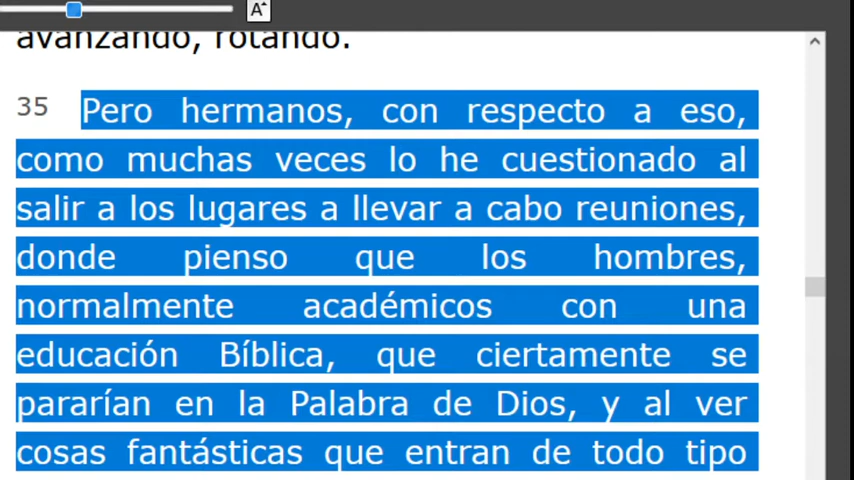 A
avanzando, rotando.
35 Pero hermanos, con respecto a eso,
como muchas veces lo he cuestionado al
salir a los lugares a llevar a cabo reuniones,
donde pienso que los hombres,
normalmente académicos con una
educación Bíblica, que ciertamente se
pararían en la Palabra de Dios, y al ver
cosas fantásticas que entran de todo tipo